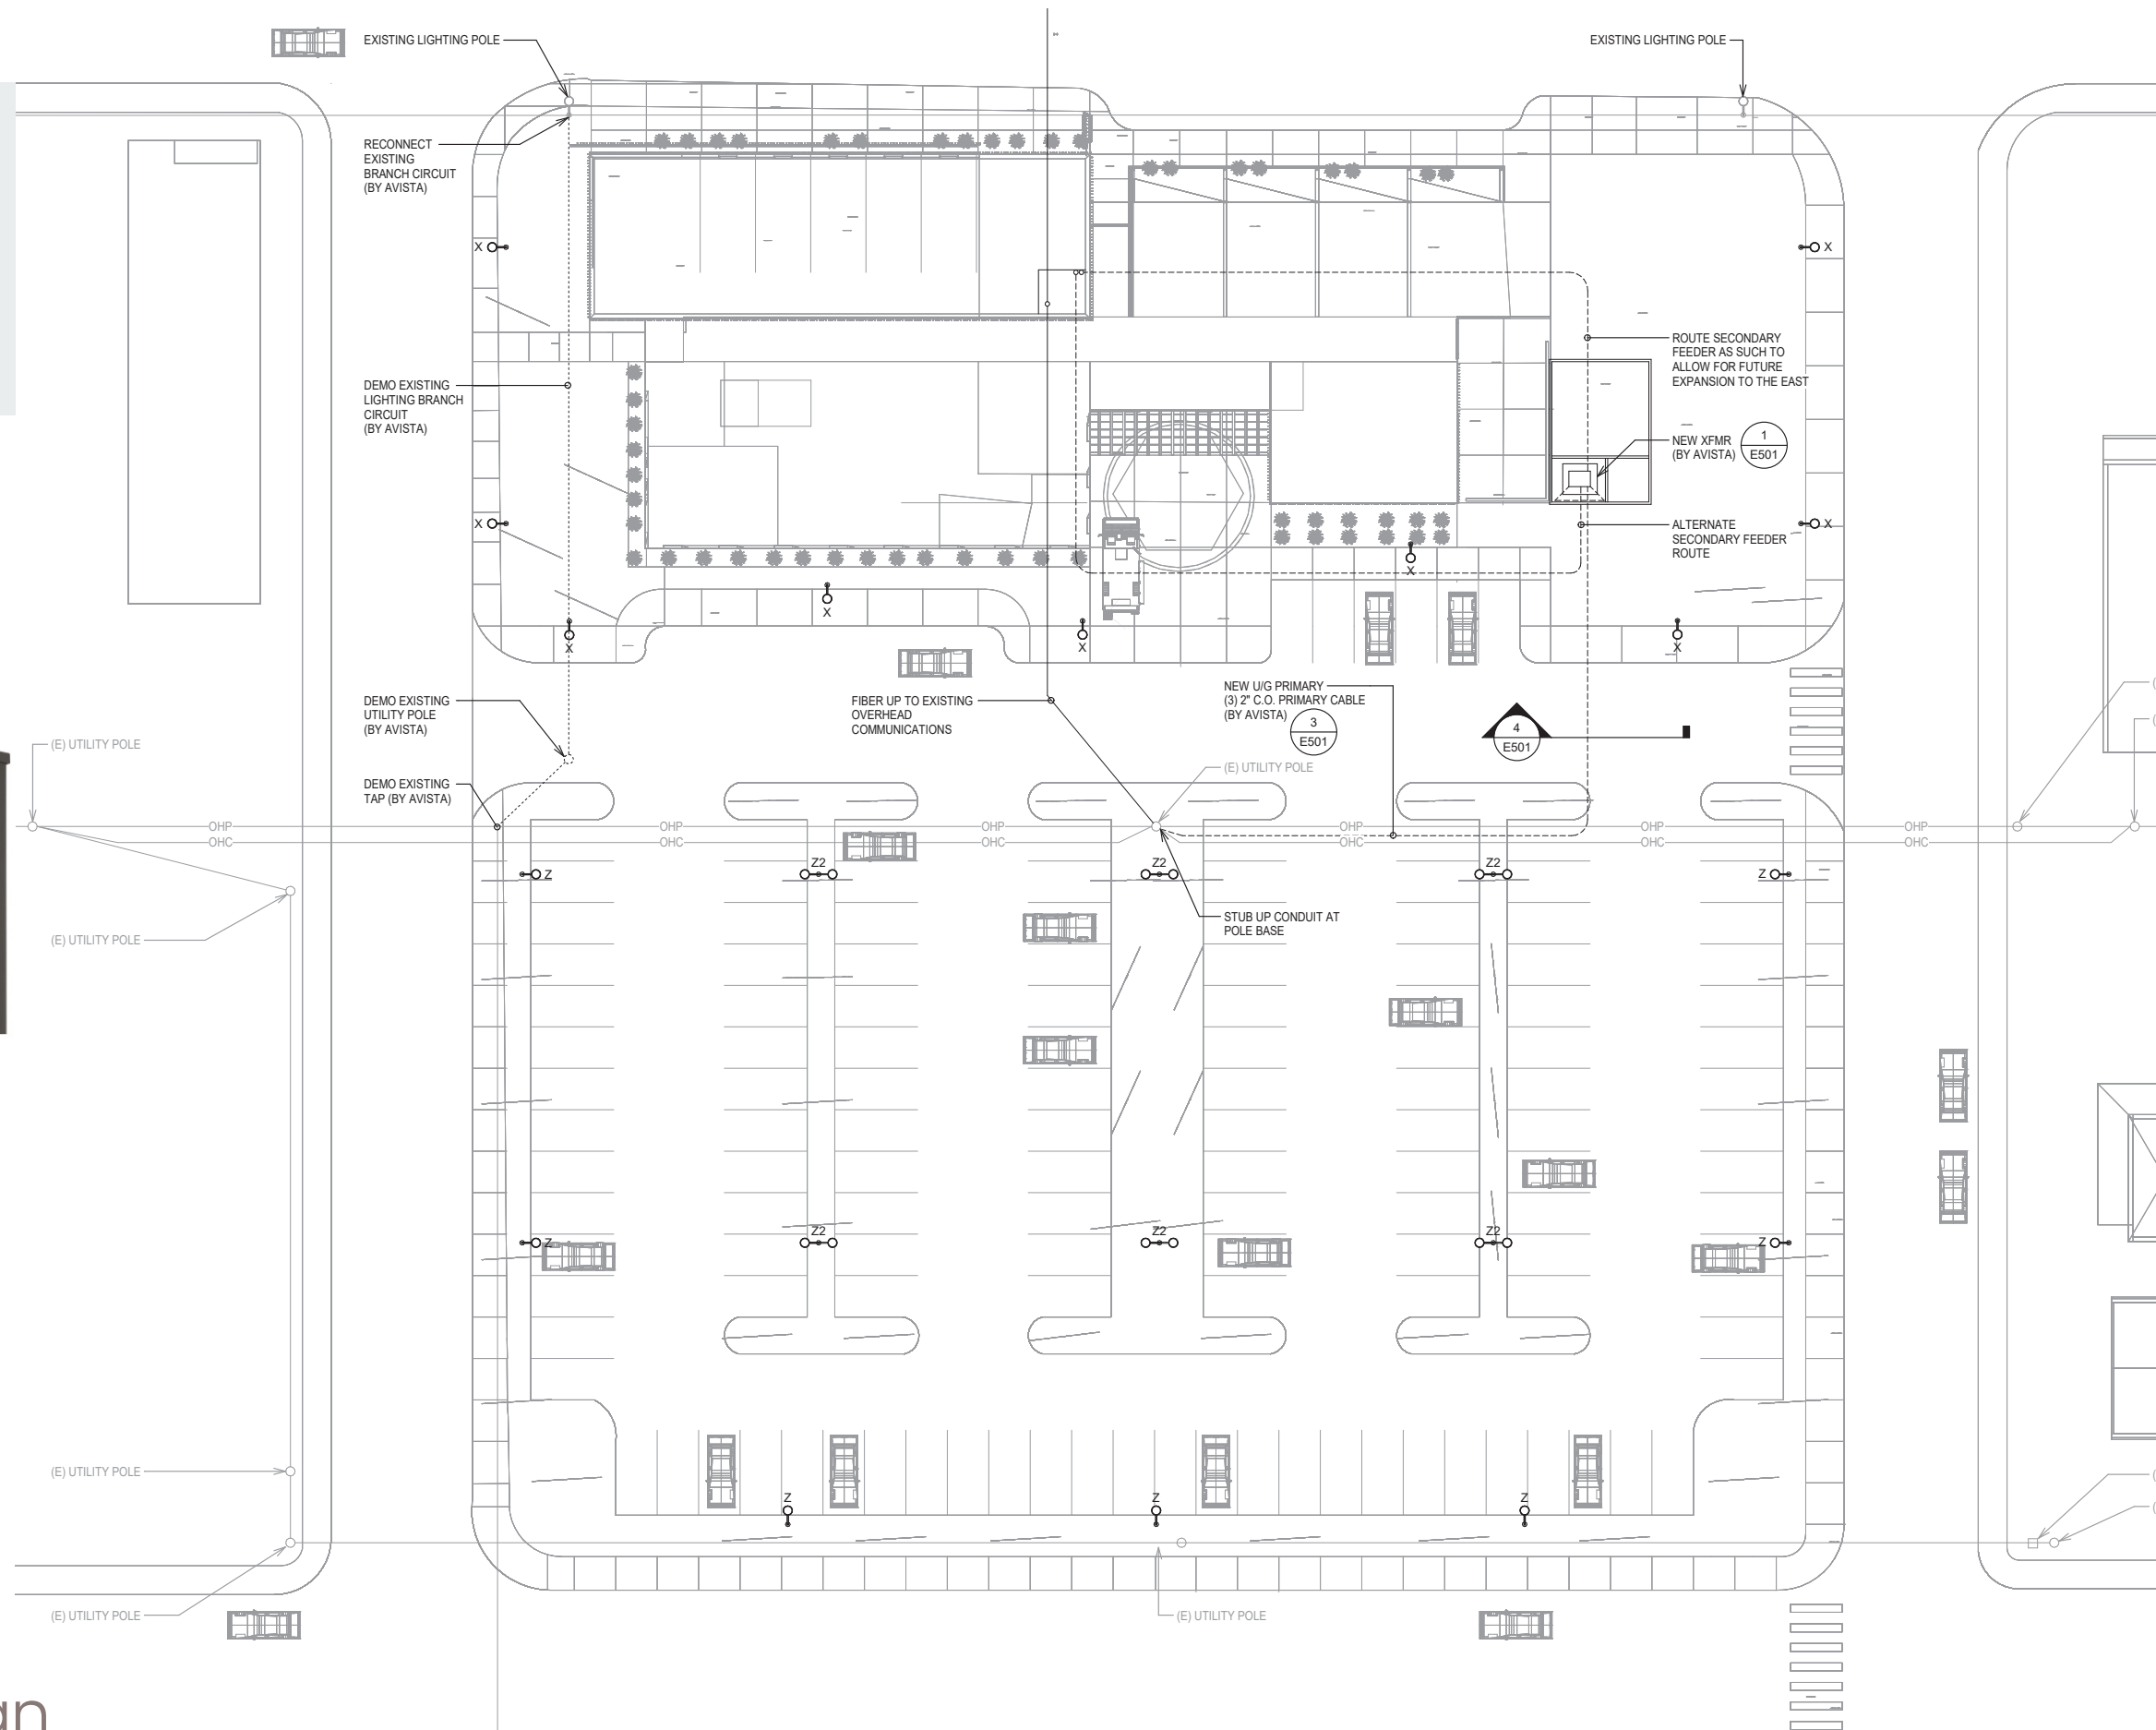 EXISTING LIGHTING POLE
EXISTING LIGHTING POLE
RECONNECT
EXISTING
BRANCH CIRCUIT
(BY AVISTA)
X
X
ROUTE SECONDARY
FEEDER AS SUCH TO
ALLOW FOR FUTURE
EXPANSION TO THE EAST
DEMO EXISTING
LIGHTING BRANCH
CIRCUIT
(BY AVISTA)
NEW XFMR
(BY AVISTA)
1
E501
X
X
ALTERNATE
SECONDARY FEEDER
ROUTE
X
X
X
X
X
DEMO EXISTING
UTILITY POLE
(BY AVISTA)
FIBER UP TO EXISTING
OVERHEAD
COMMUNICATIONS
NEW U/G PRIMARY
(3) 2" C.O. PRIMARY CABLE
(BY AVISTA)
3
E501
4
E501
(E) UTILITY POLE
(E) UTILITY POLE
DEMO EXISTING
TAP (BY AVISTA)
OHP
OHP
OHP
OHP
OHP
OHP
OHC
OHC
OHC
OHC
OHC
OHC
Z
Z2
Z2
Z2
Z
STUB UP CONDUIT AT
POLE BASE
(E) UTILITY POLE
Z
Z2
Z2
Z2
Z
(E) UTILITY POLE
Z
Z
Z
(E) UTILITY POLE
(E) UTILITY POLE